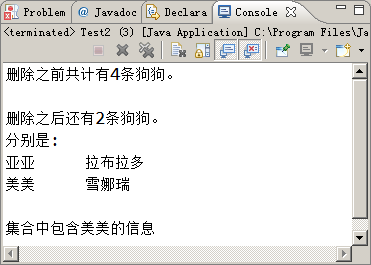 Problem @ Javadoc Declara Console
<terminated> Test2 (3) [Java Application] C:\Program Files\Ja
删除之前共计有4条狗狗。
删除之后还有2条狗狗。
分别是:
亚亚 拉布拉多
美美 雪娜瑞
集合中包含美美的信息